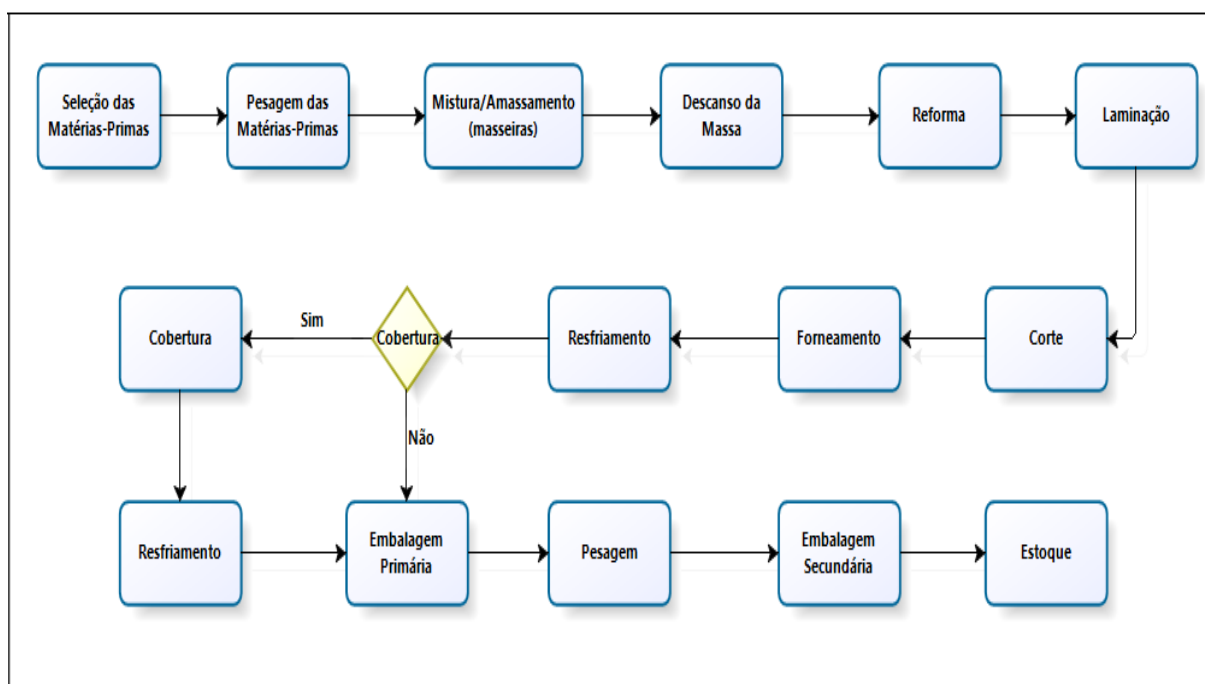 Seleção das
Matérias-Primas
Pesagem das
Matérias-Primas
Mistura/Amassamento
(masseiras)
Descanso da
Massa
Reforma
Laminação
Corte
Forneamento
Resfriamento
Cobertura
Sim
Cobertura
Não
Resfriamento
Embalagem
Primária
Pesagem
Embalagem
Secundária
Estoque